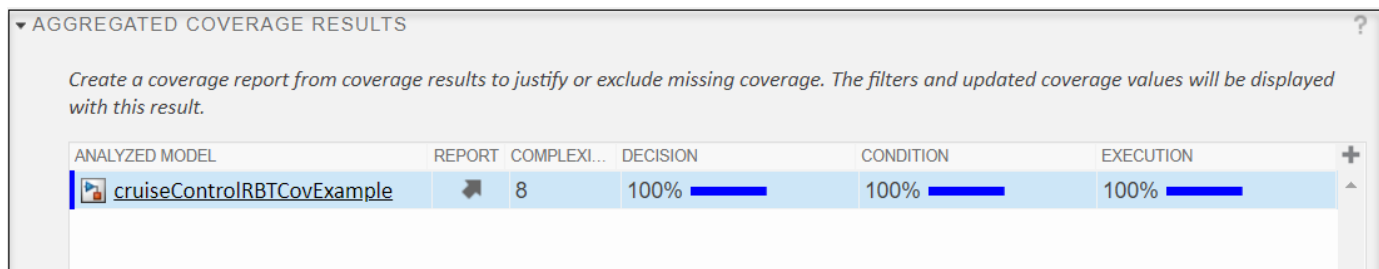 AGGREGATED COVERAGE RESULTS ?
Create a coverage report from coverage results to justify or exclude missing coverage. The filters and updated coverage values will be displayed
with this result.
ANALYZED MODEL REPORT COMPLEXI... DECISION CONDITION EXECUTION +
cruiseControlRBTCovExample 8 100% 100% 100%